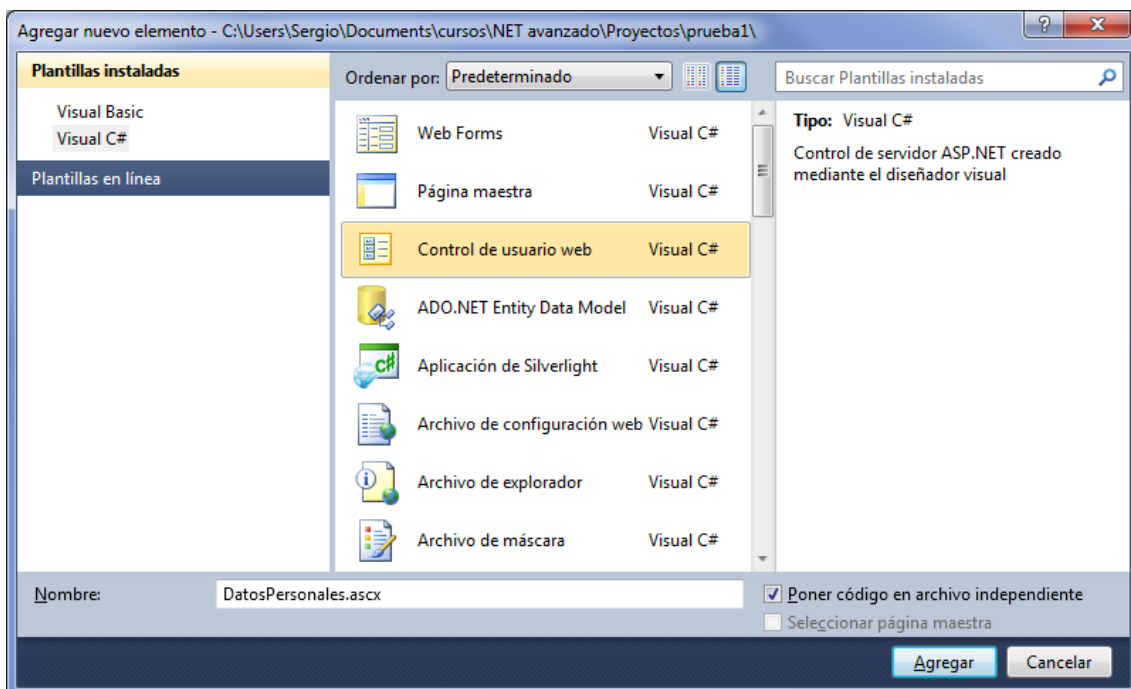 Agregar nuevo elemento - C:\Users\Sergio\Documents\cursos\NET avanzado\Proyectos\prueba1\
Plantillas instaladas
Visual Basic
Visual C#
Plantillas en línea
Ordenar por: Predeterminado
Web Forms Visual C#
Página maestra Visual C#
Control de usuario web Visual C#
ADO.NET Entity Data Model Visual C#
Aplicación de Silverlight Visual C#
Archivo de configuración web Visual C#
Archivo de explorador Visual C#
Archivo de máscara Visual C#
Buscar Plantillas instaladas
Tipo: Visual C#
Control de servidor ASP.NET creado
mediante el diseñador visual
Nombre: DatosPersonales.ascx
Poner código en archivo independiente
Seleccionar página maestra
Agregar Cancelar